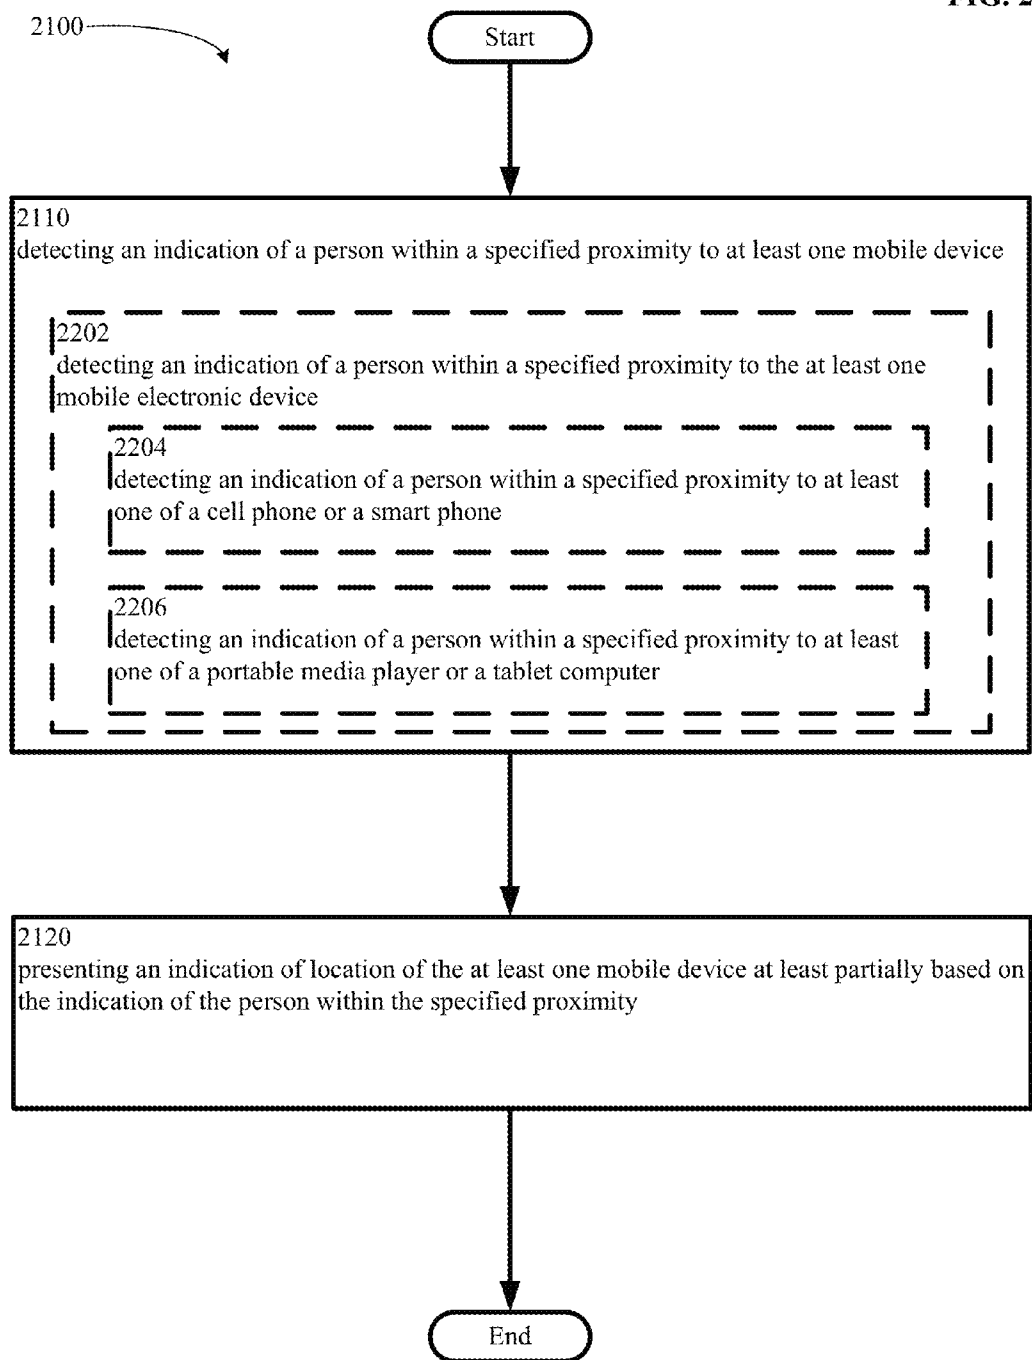 FIG. 2
2100
Start
2110
detecting an indication of a person within a specified proximity to at least one mobile device
2202
detecting an indication of a person within a specified proximity to the at least one
mobile electronic device
2204
detecting an indication of a person within a specified proximity to at least
one of a cell phone or a smart phone
2206
detecting an indication of a person within a specified proximity to at least
one of a portable media player or a tablet computer
2120
presenting an indication of location of the at least one mobile device at least partially based on
the indication of the person within the specified proximity
End